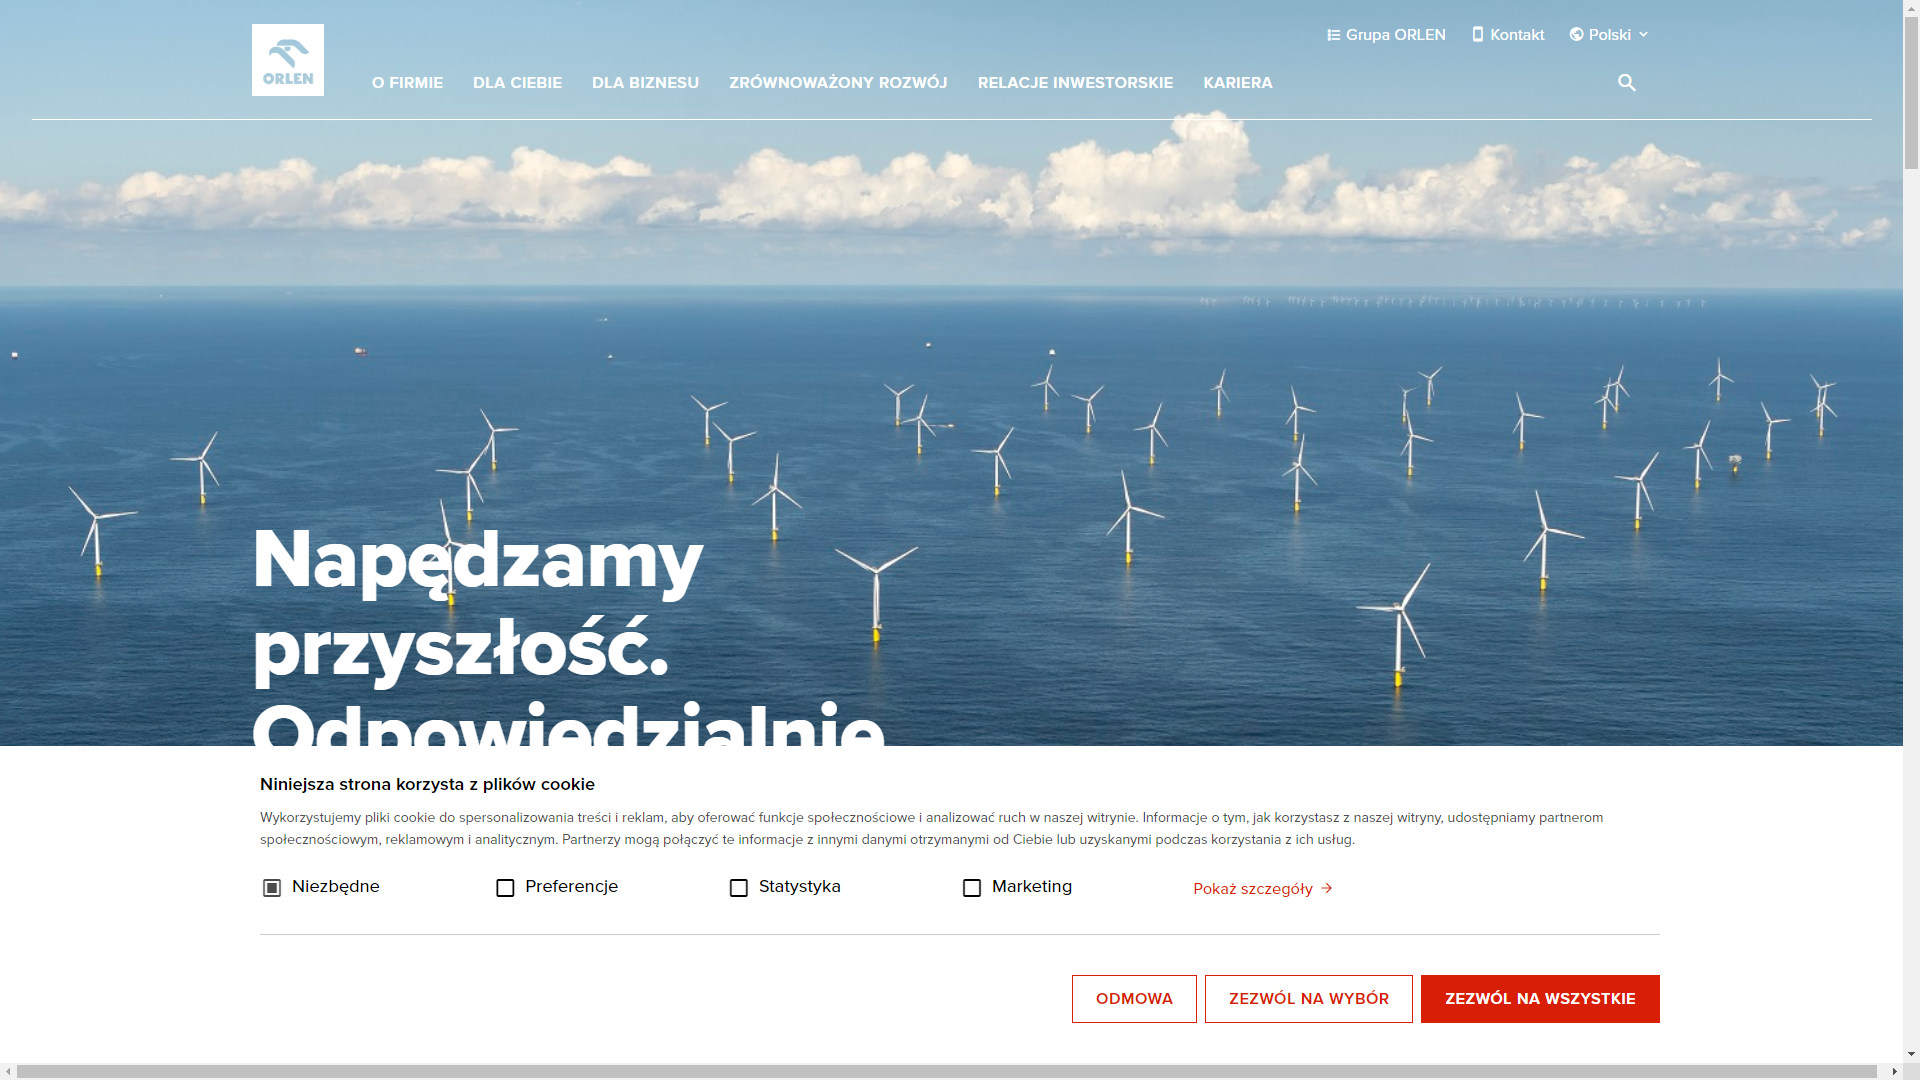 Grupa ORLEN
Kontakt
Polski
ORLEN
O FIRMIE
DLA CIEBIE
DLA BIZNESU
ZRÓWNOWAŻONY ROZWÓJ
RELACJE INWESTORSKIE
KARIERA
Napędzamy
przyszłość.
Odpowiedzialnie
Niniejsza strona korzysta z plików cookie
Wykorzystujemy pliki cookie do spersonalizowania treści i reklam, aby oferować funkcje społecznościowe i analizować ruch w naszej witrynie. Informacje o tym, jak korzystasz z naszej witryny, udostępniamy partnerom
społecznościowym, reklamowym i analitycznym. Partnerzy mogą połączyć te informacje z innymi danymi otrzymanymi od Ciebie lub uzyskanymi podczas korzystania z ich usług.
Niezbędne
Preferencje
Statystyka
Marketing
Pokaż szczegóły
ODMOWA
ZEZWÓL NA WYBÓR
ZEZWÓL NA WSZYSTKIE